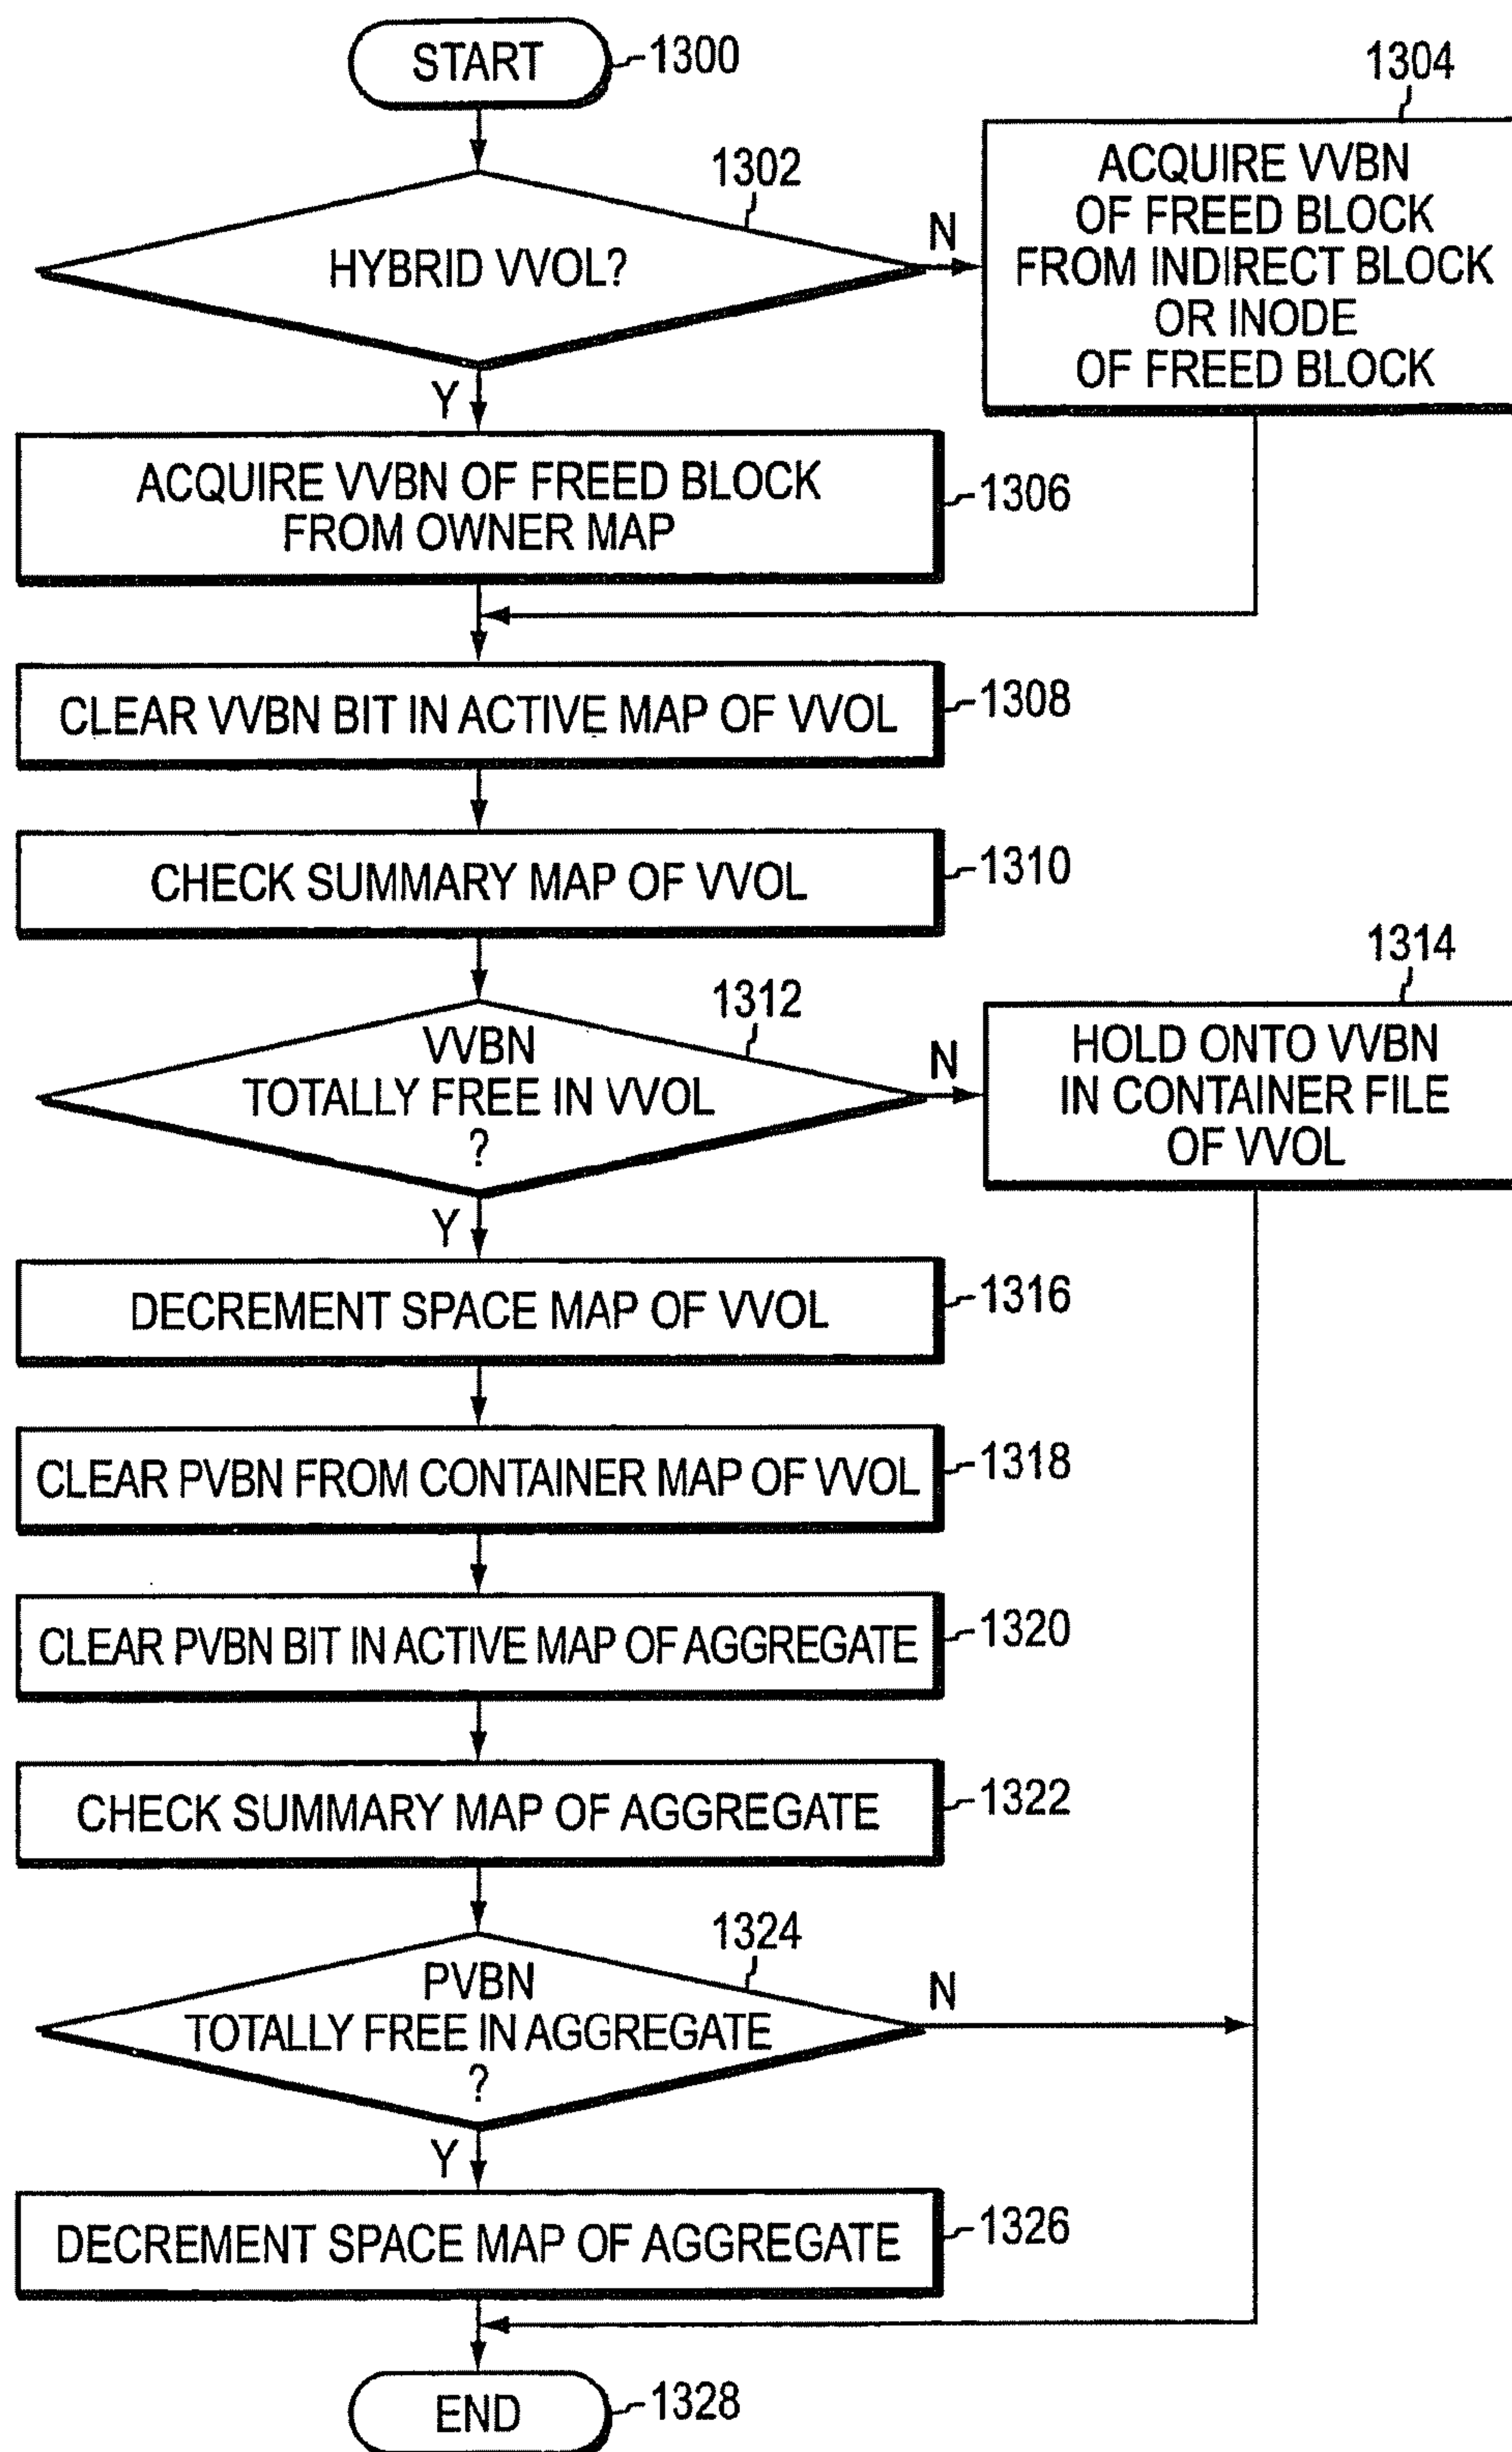 START
1300
1302
HYBRID VVOL?
N
Y
1304
ACQUIRE VVBN
OF FREED BLOCK
FROM INDIRECT BLOCK
OR INODE
OF FREED BLOCK
ACQUIRE VVBN OF FREED BLOCK
FROM OWNER MAP
1306
CLEAR VVBN BIT IN ACTIVE MAP OF VVOL
1308
CHECK SUMMARY MAP OF VVOL
1310
1312
VVBN
TOTALLY FREE IN VVOL
?
N
Y
1314
HOLD ONTO VVBN
IN CONTAINER FILE
OF VVOL
DECREMENT SPACE MAP OF VVOL
1316
CLEAR PVBN FROM CONTAINER MAP OF VVOL
1318
CLEAR PVBN BIT IN ACTIVE MAP OF AGGREGATE
1320
CHECK SUMMARY MAP OF AGGREGATE
1322
1324
PVBN
TOTALLY FREE IN AGGREGATE
?
N
Y
DECREMENT SPACE MAP OF AGGREGATE
1326
END
1328